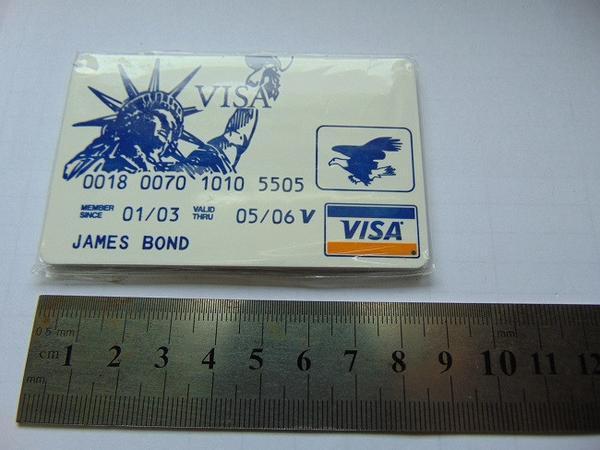 VISA
0018 0070 1010 5505
MEMBER SINCE 01/03 VALID THRU 05/06 V
VISA
JAMES BOND
0.5 mm
mm
cm 1 2 3 4 5 6 7 8 9 10 11 12
mm